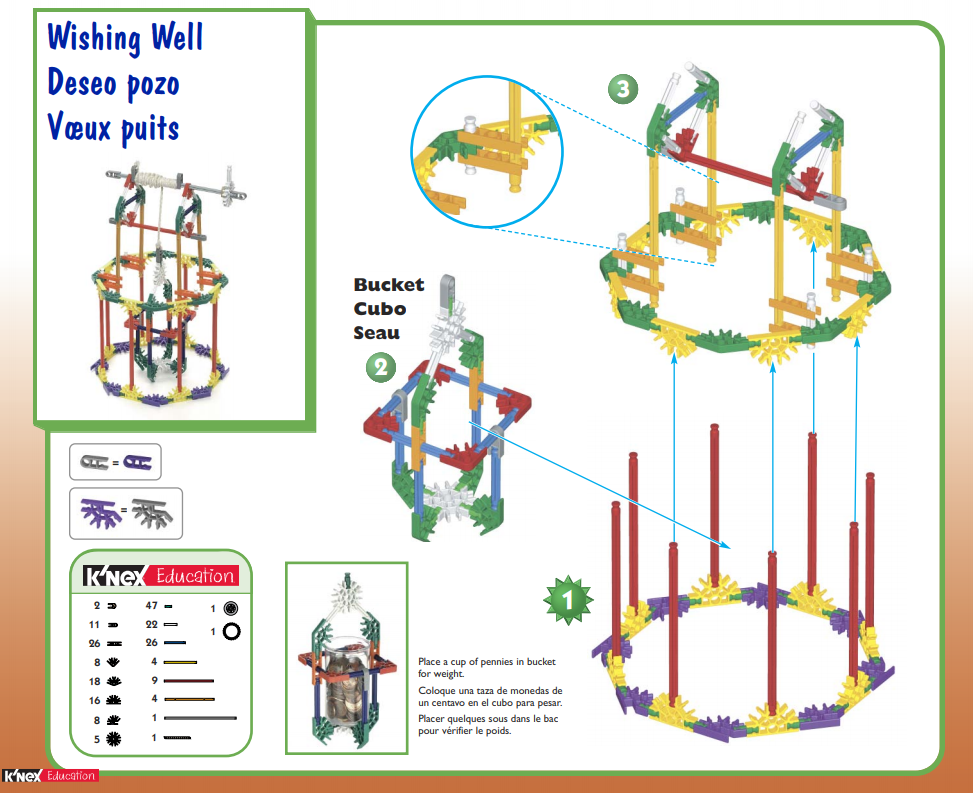 Wishing Well
Deseo pozo
Vœux puits
3
Bucket
Cubo
Seau
2
=
=
K'NEX Education
2 47 1
11 22 1
26 26
8 4
18 9
16 4
8 1
5 1
1
Place a cup of pennies in bucket
for weight.
Coloque una taza de monedas de
un centavo en el cubo para pesar.
Placer quelques sous dans le bac
pour vérifier le poids.
K'NEX Education